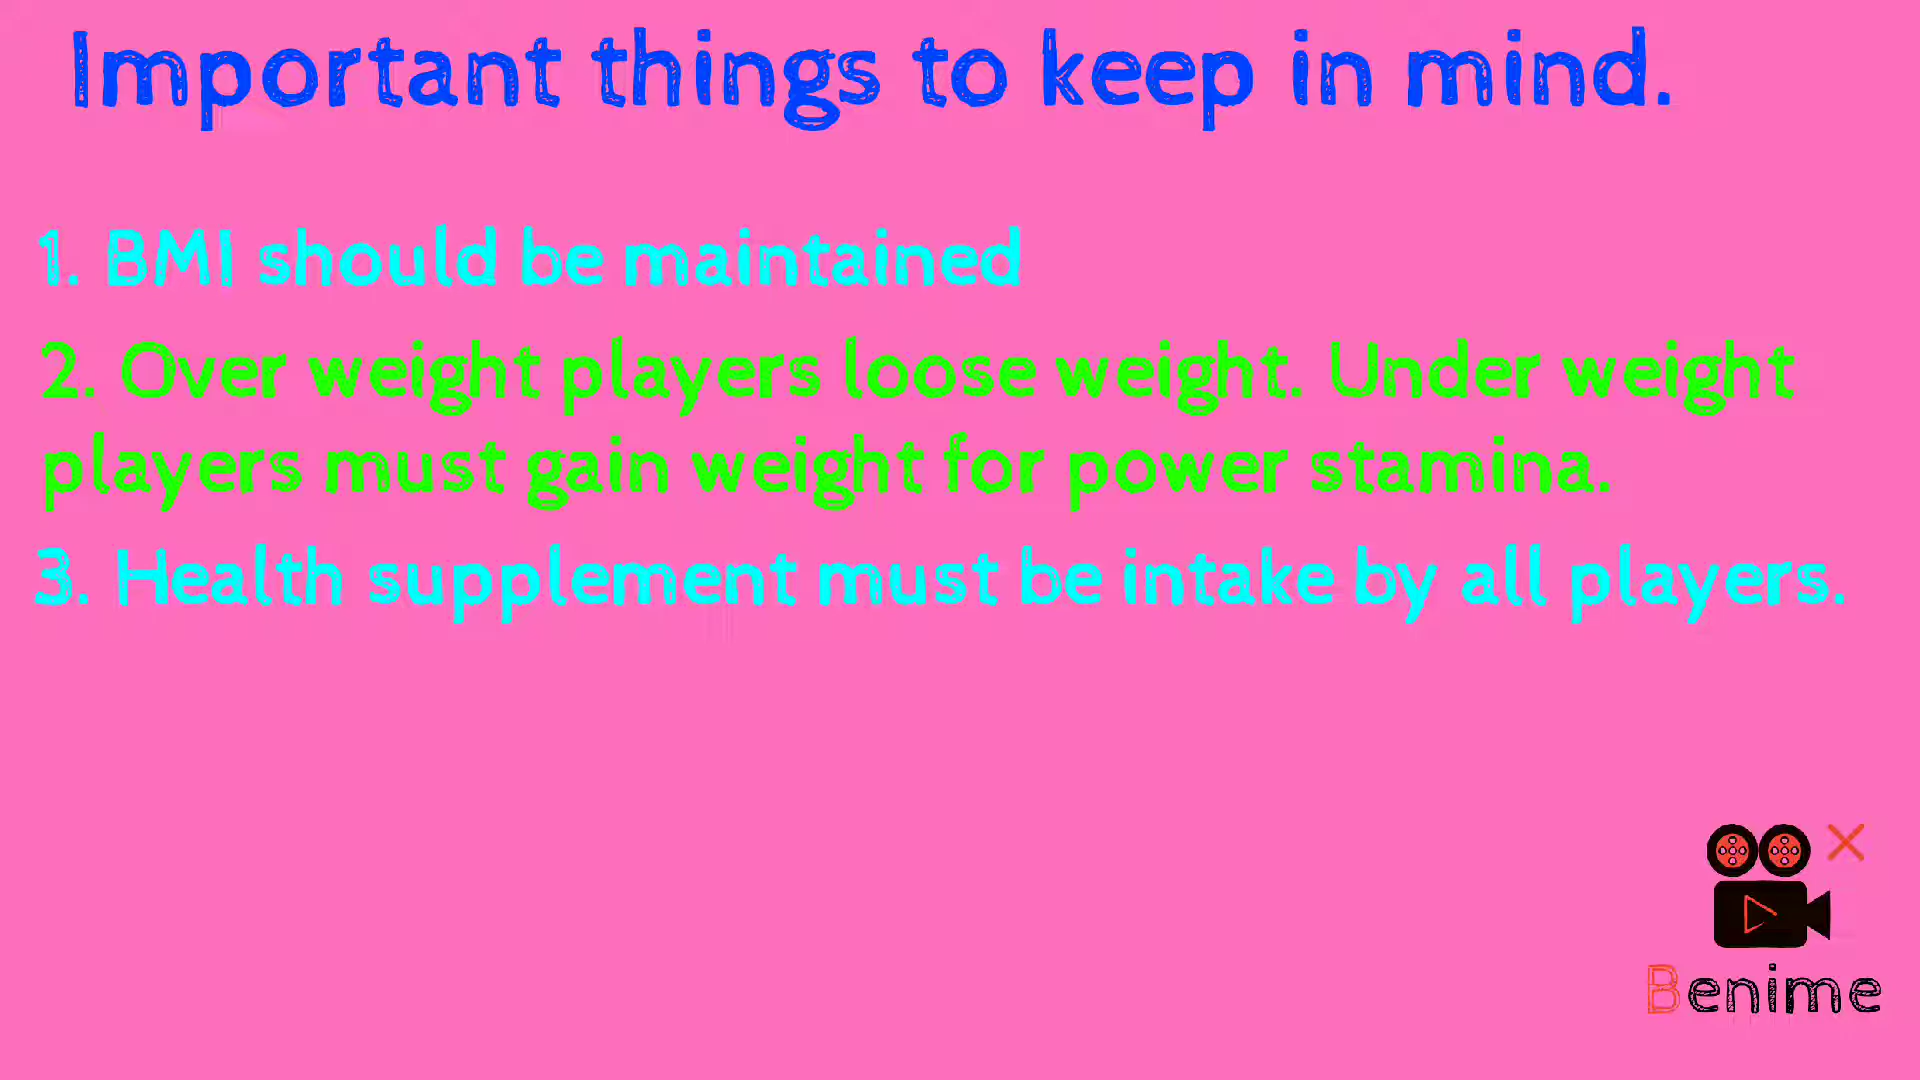 Important things to keep in mind.
1. BMI should be maintained
2. Over weight players loose weight. Under weight
players must gain weight for power stamina.
3. Health supplement must be intake by all players.
Benime